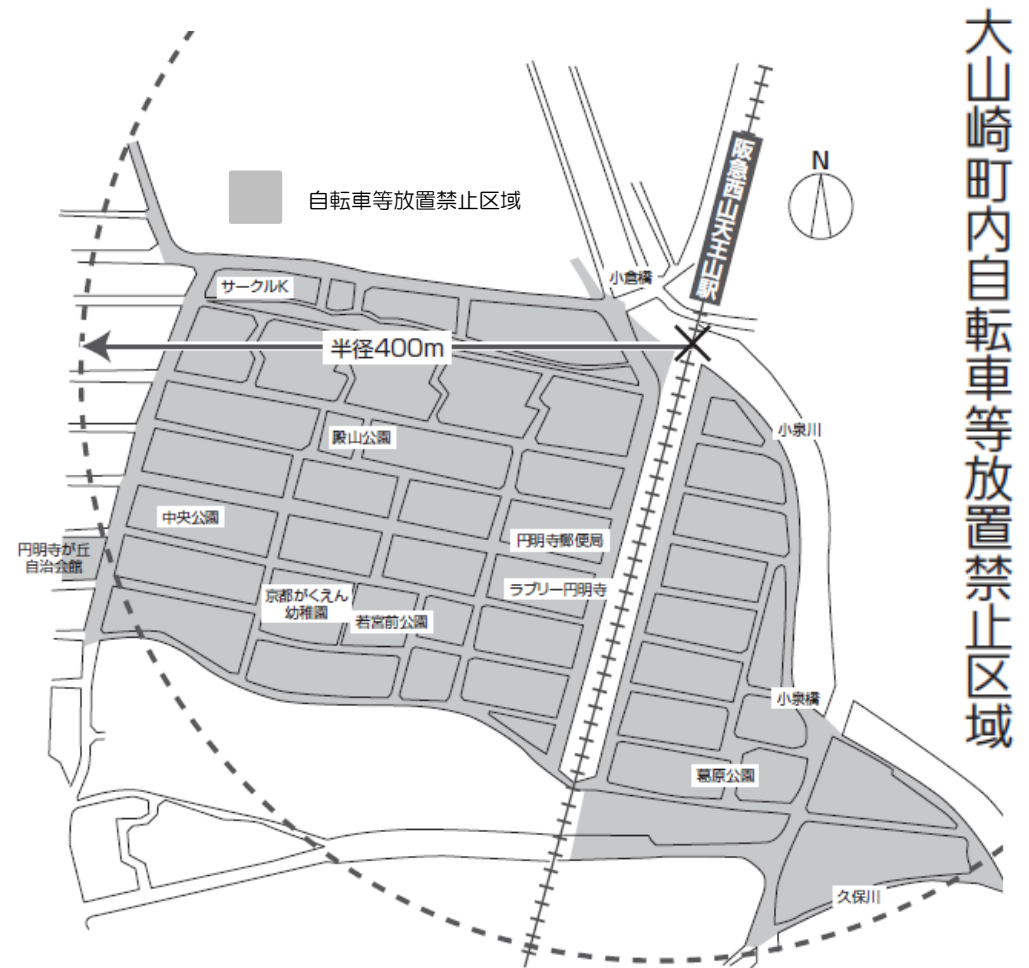 大山崎町内自転車等放置禁止区域
自転車等放置禁止区域
N
阪急西山天王山駅
小倉橋
サークルK
半径400m
小泉川
殿山公園
中央公園
円明寺郵便局
円明寺が丘
自治会館
ラブリー円明寺
京都がくえん
幼稚園
若宮前公園
小泉橋
葛原公園
久保川